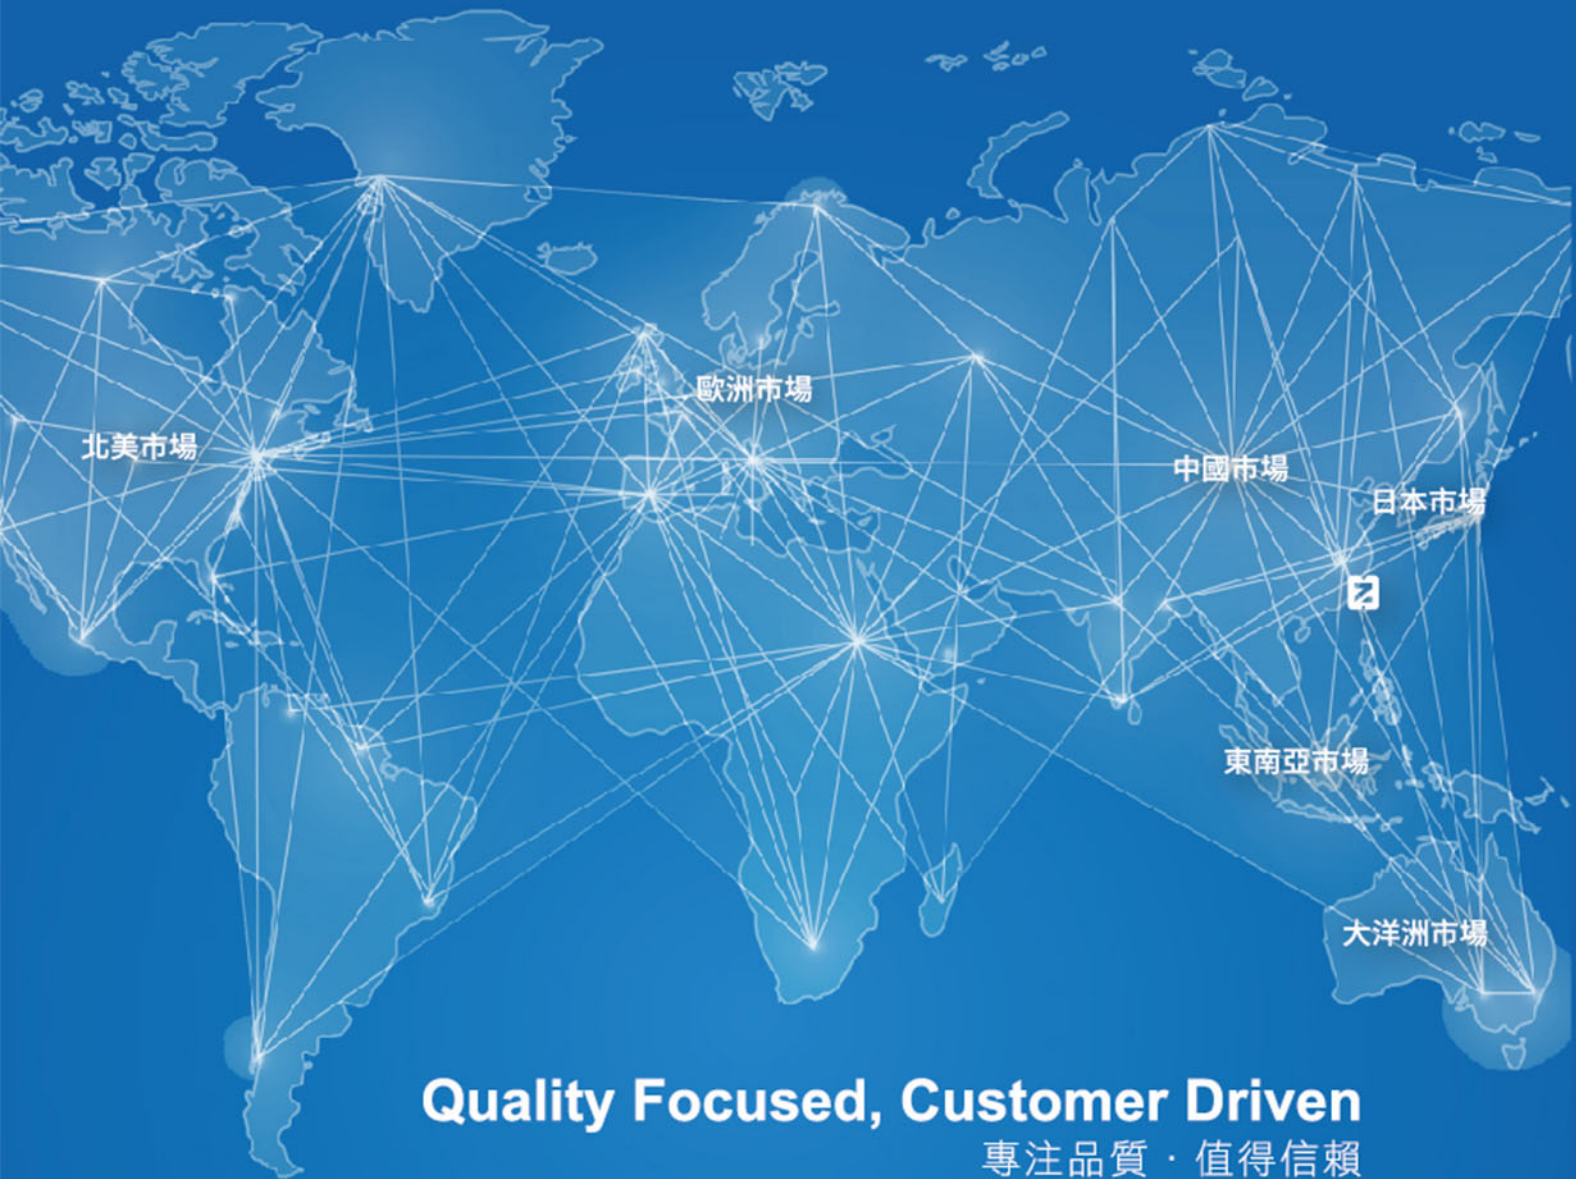 歐洲市場
北美市場
中國市場
日本市場
東南亞市場
大洋洲市場
Quality Focused, Customer Driven
專注品質·值得信賴